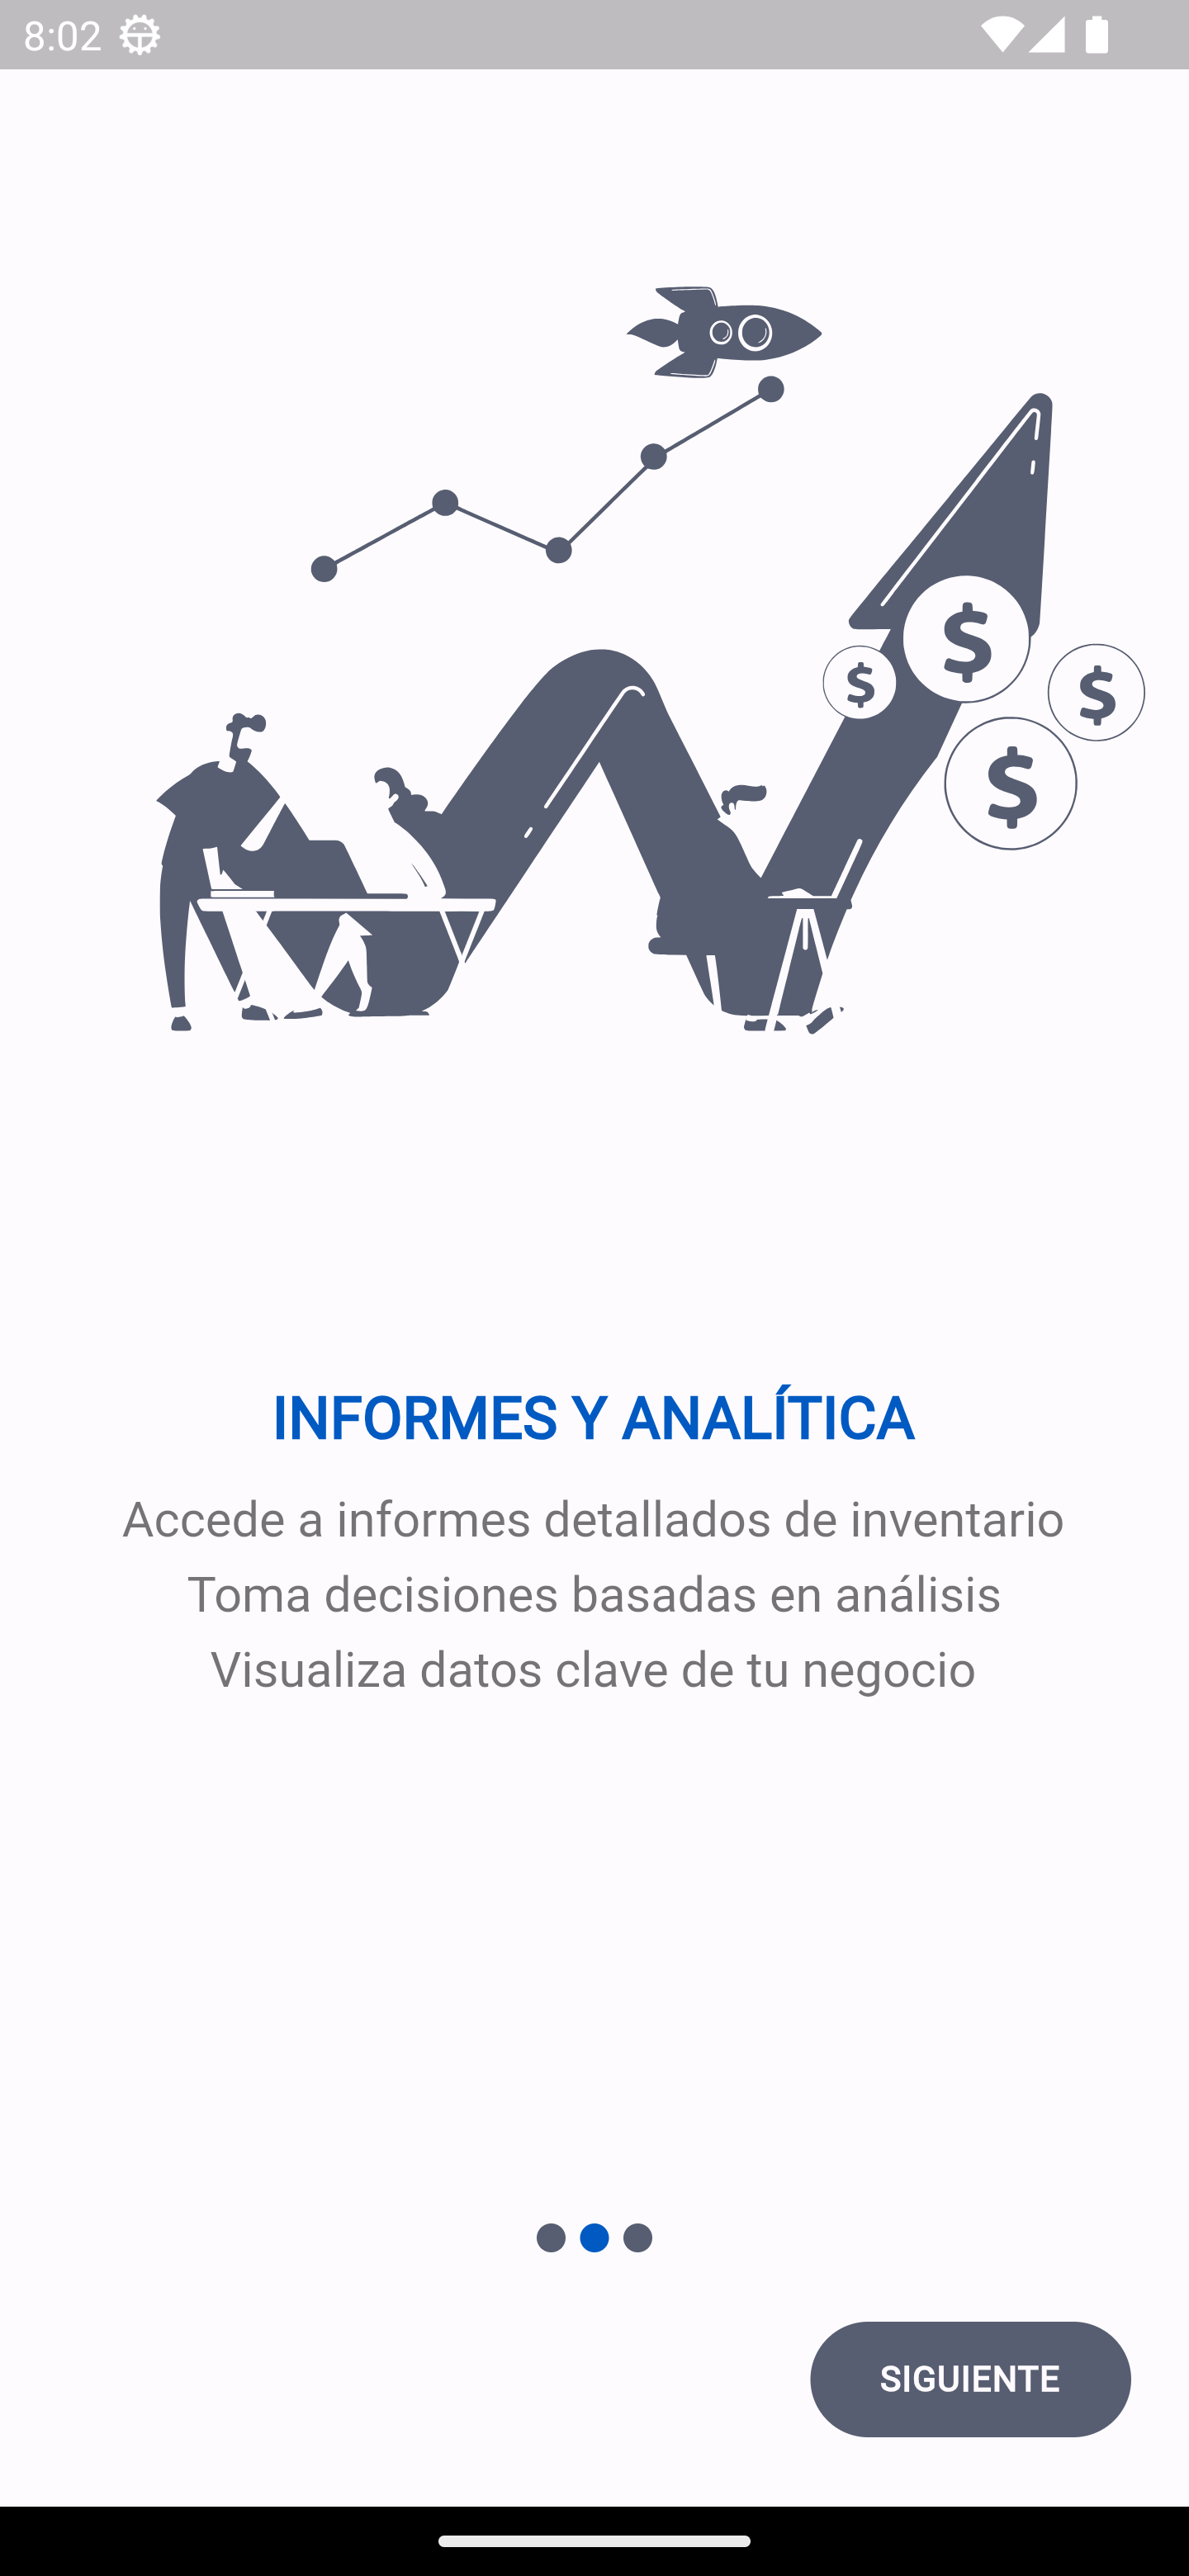 8:02
$
$
$
$
INFORMES Y ANALÍTICA
Accede a informes detallados de inventario
Toma decisiones basadas en análisis
Visualiza datos clave de tu negocio
SIGUIENTE